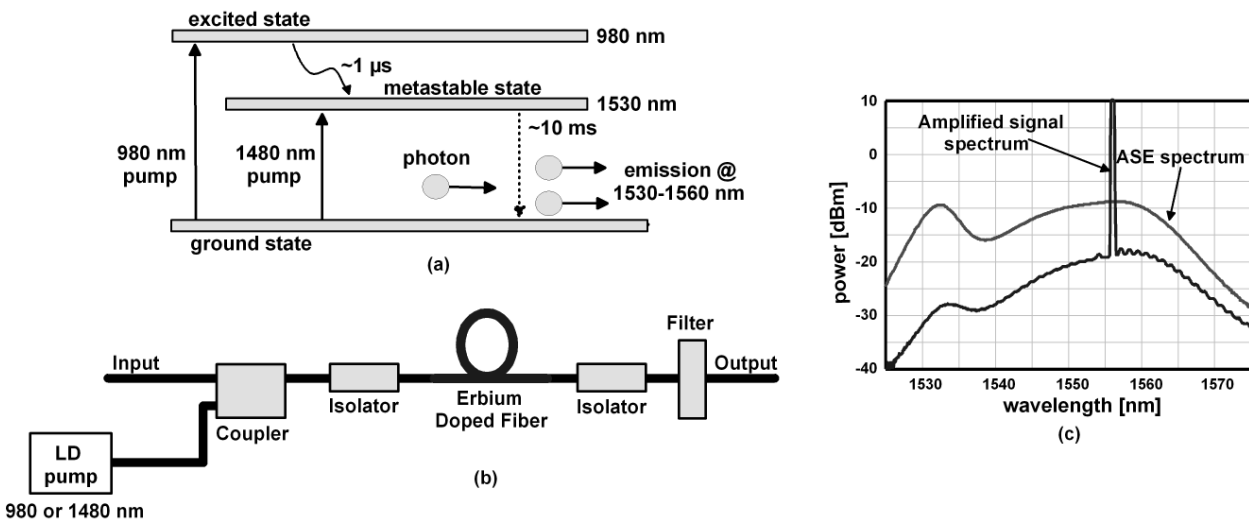 excited state
980 nm
~1 µs
metastable state
1530 nm
~10 ms
980 nm
pump
1480 nm
pump
photon
emission @
1530-1560 nm
ground state
(a)
Input
Coupler
Isolator
Erbium
Doped Fiber
Isolator
Filter
Output
LD
pump
980 or 1480 nm
(b)
10
0
-10
-20
-30
-40
power [dBm]
Amplified signal
spectrum
ASE spectrum
1530
1540
1550
1560
1570
wavelength [nm]
(c)